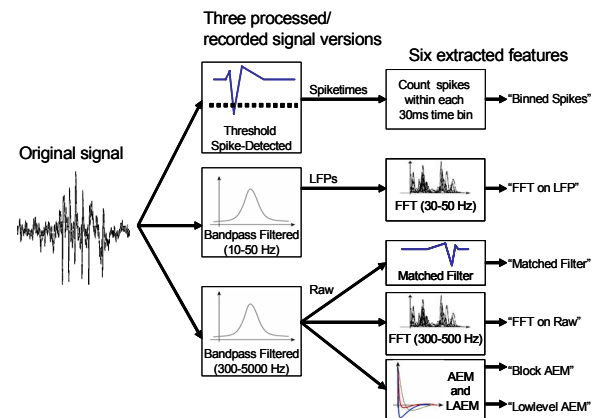 Three processed/
recorded signal versions
Six extracted features
Original signal
Threshold
Spike-Detected
Spiketimes
Count spikes
within each
30ms time bin
"Binned Spikes"
Bandpass Filtered
(10-50 Hz)
LFPs
FFT (30-50 Hz)
"FFT on LFP"
Bandpass Filtered
(300-5000 Hz)
Raw
Matched Filter
"Matched Filter"
FFT (300-500 Hz)
"FFT on Raw"
AEM
and
LAEM
"Block AEM"
"Lowlevel AEM"